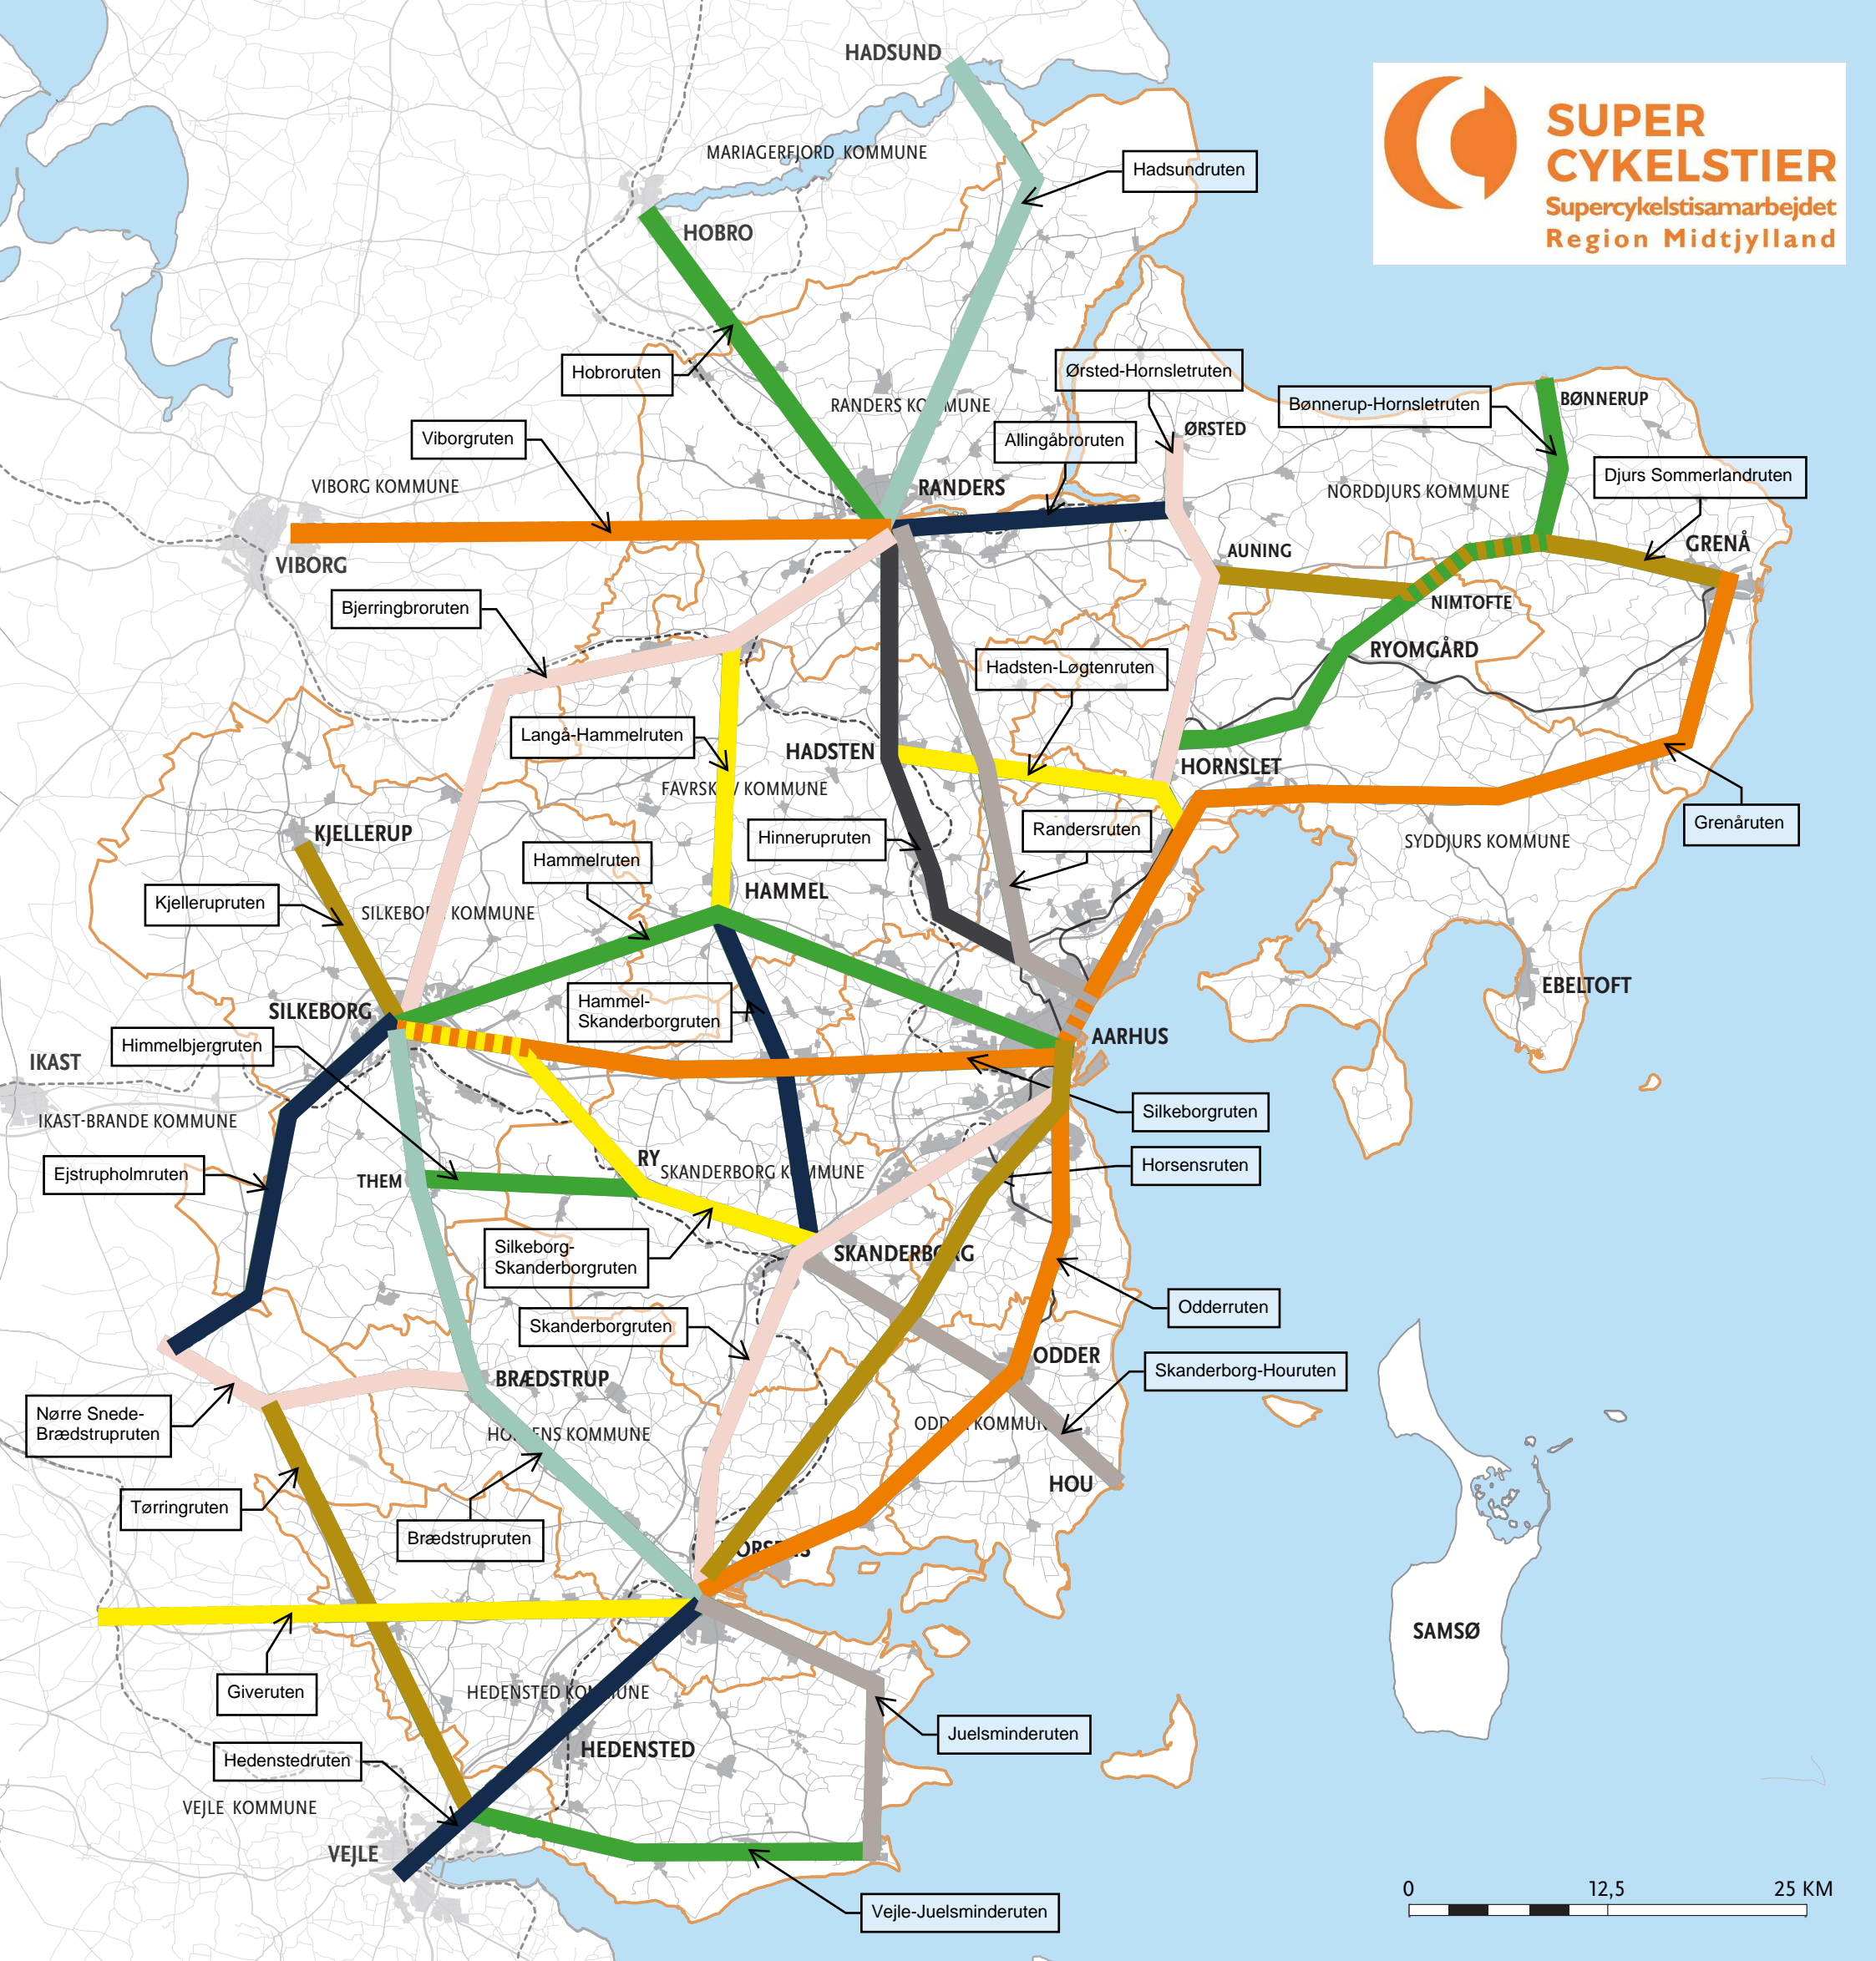 HADSUND
SUPER
CYKELSTIER
Supercykelstisamarbejdet
Region Midtjylland
MARIAGERFJORD KOMMUNE
Hadsundruten
HOBRO
Hobroruten
Ørsted-Hornsletruten
BØNNERUP
Bønnerup-Hornsletruten
RANDERS KOMMUNE
ØRSTED
Viborgruten
Allingåbroruten
Djurs Sommerlandruten
VIBORG KOMMUNE
RANDERS
NORDDJURS KOMMUNE
GRENÅ
AUNING
VIBORG
NIMTOFTE
Bjerringbroruten
RYOMGÅRD
Hadsten-Løgtenruten
Langå-Hammelruten
HADSTEN
HORNSLET
FAVRSKOV KOMMUNE
Grenåruten
KJELLERUP
Hinnerupruten
Randersruten
SYDDJURS KOMMUNE
Hammelruten
HAMMEL
Kjellerupruten
SILKEBORG KOMMUNE
EBELTOFT
Hammel-
Skanderborgruten
SILKEBORG
AARHUS
Himmelbjergruten
IKAST
Silkeborgruten
IKAST-BRANDE KOMMUNE
RY
SKANDERBORG KOMMUNE
Horsensruten
Ejstrupholmruten
THEM
Silkeborg-
Skanderborgruten
SKANDERBORG
Odderruten
Skanderborgruten
ODDER
Skanderborg-Houruten
BRÆDSTRUP
Nørre Snede-
Brædstrupruten
HORSENS KOMMUNE
ODDER KOMMUNE
HOU
Tørringruten
Brædstrupruten
HORSENS
SAMSØ
Giveruten
HEDENSTED KOMMUNE
Juelsminderuten
HEDENSTED
Hedenstedruten
VEJLE KOMMUNE
VEJLE
0 12,5 25 KM
Vejle-Juelsminderuten